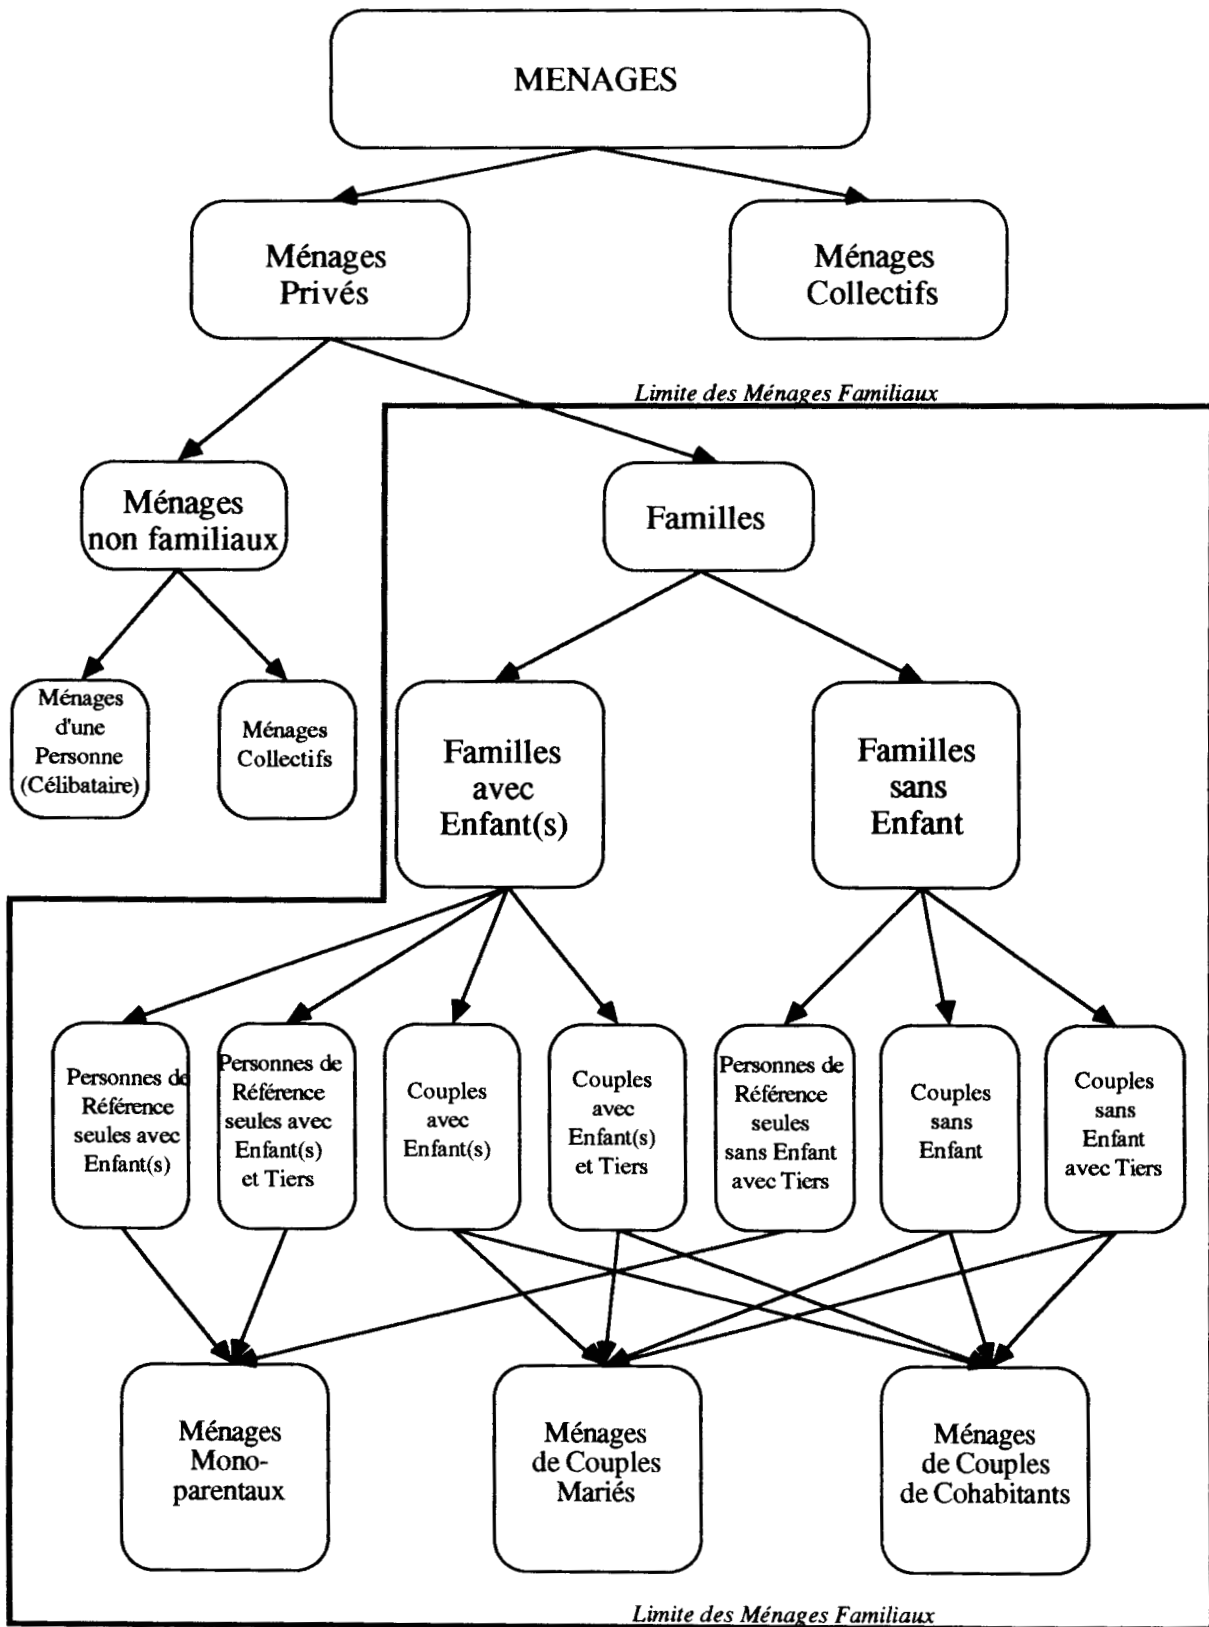 MENAGES
Ménages
Privés
Ménages
Collectifs
Limite des Ménages Familiaux
Ménages
non familiaux
Familles
Ménages
d'une
Personne
(Célibataire)
Ménages
Collectifs
Familles
avec
Enfant(s)
Familles
sans
Enfant
Personnes de
Référence
seules avec
Enfant(s)
Personnes de
Référence
seules avec
Enfant(s)
et Tiers
Couples
avec
Enfant(s)
Couples
avec
Enfant(s)
et Tiers
Personnes de
Référence
seules
sans Enfant
avec Tiers
Couples
sans
Enfant
Couples
sans
Enfant
avec Tiers
Ménages
Mono-
parentaux
Ménages
de Couples
Mariés
Ménages
de Couples
de Cohabitants
Limite des Ménages Familiaux